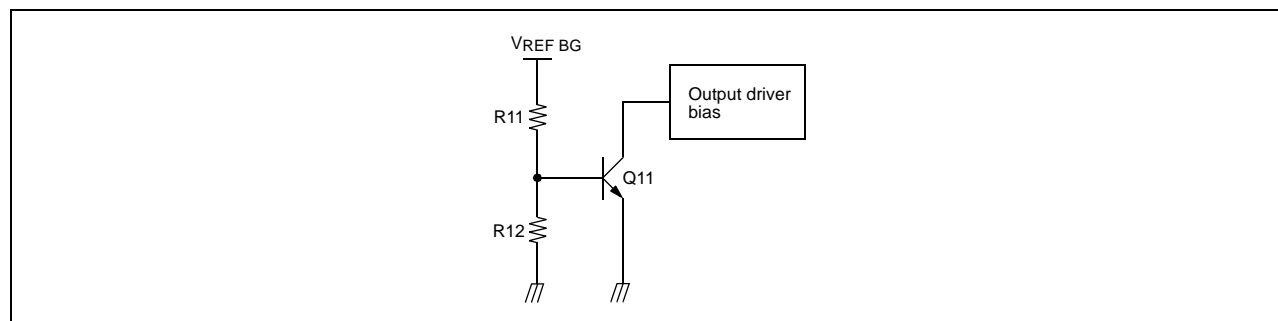 VREF BG
R11
Output driver
bias
Q11
R12